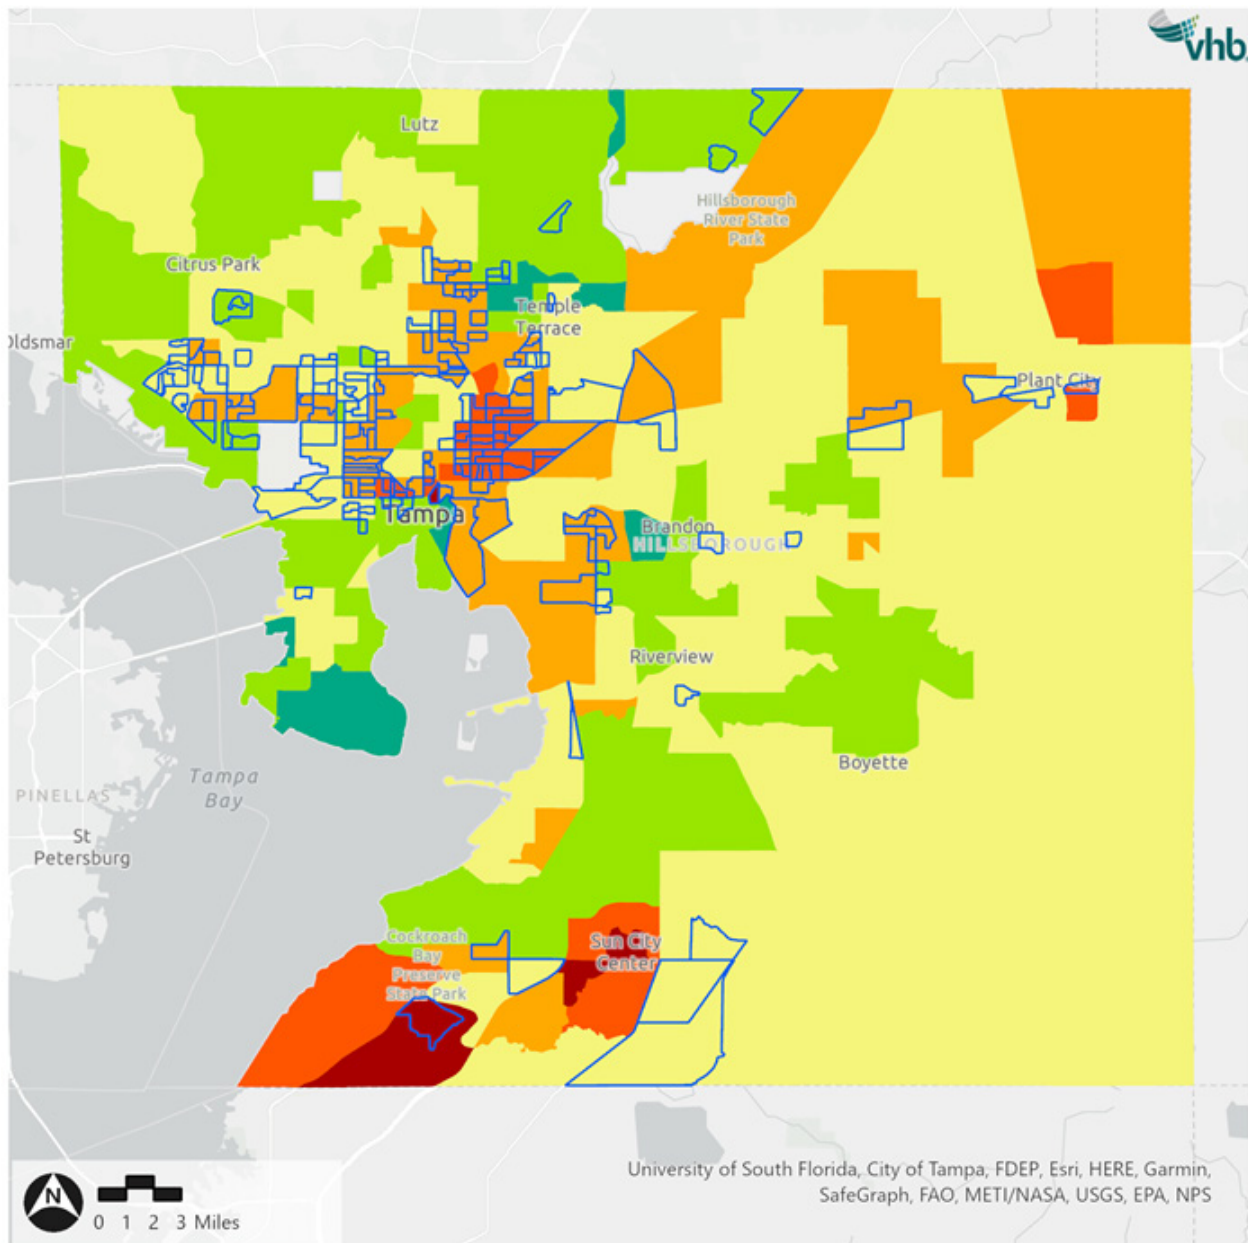 vhb.
Lutz
Hillsborough
River State
Park
Citrus Park
Temple
Terrace
Oldsmar
Plant City
Tampa
Brandon
HILLSBOROUGH
Riverview
Boyette
Tampa
Bay
PINELLAS
St
Petersburg
Cockroach
Bay
Preserve
State Park
Sun City
Center
N
0 1 2 3 Miles
University of South Florida, City of Tampa, FDEP, Esri, HERE, Garmin,
SafeGraph, FAO, METI/NASA, USGS, EPA, NPS